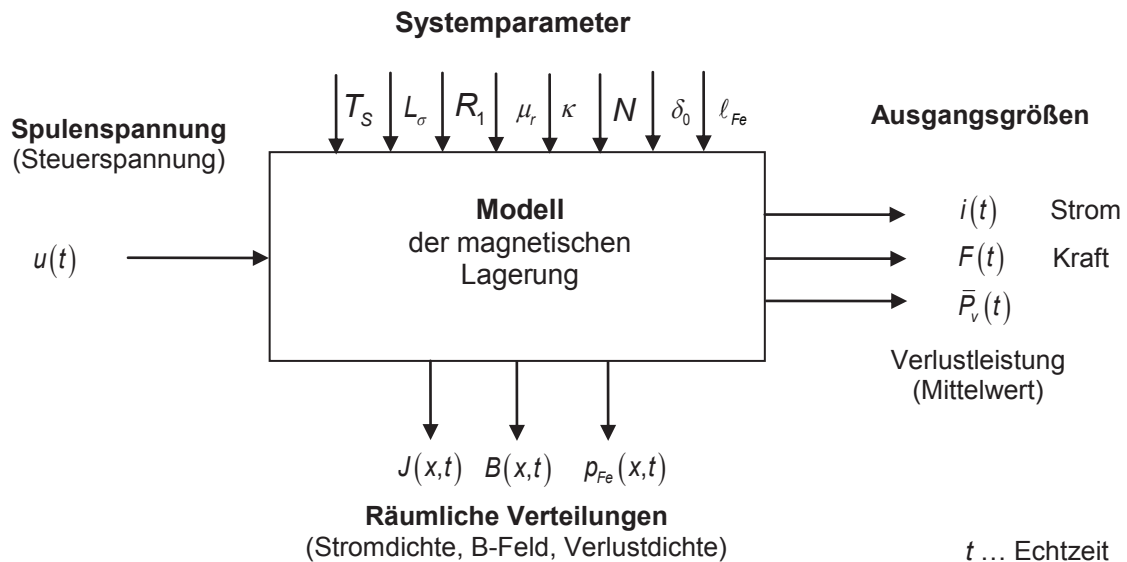 Systemparameter
T_S L_σ R_1 μ_r κ N δ_0 ℓ_Fe
Spulenspannung
(Steuerspannung)
u(t)
Modell
der magnetischen
Lagerung
Ausgangsgrößen
i(t) Strom
F(t) Kraft
P̄_v(t)
Verlustleistung
(Mittelwert)
J(x,t) B(x,t) p_Fe(x,t)
Räumliche Verteilungen
(Stromdichte, B-Feld, Verlustdichte)
t … Echtzeit